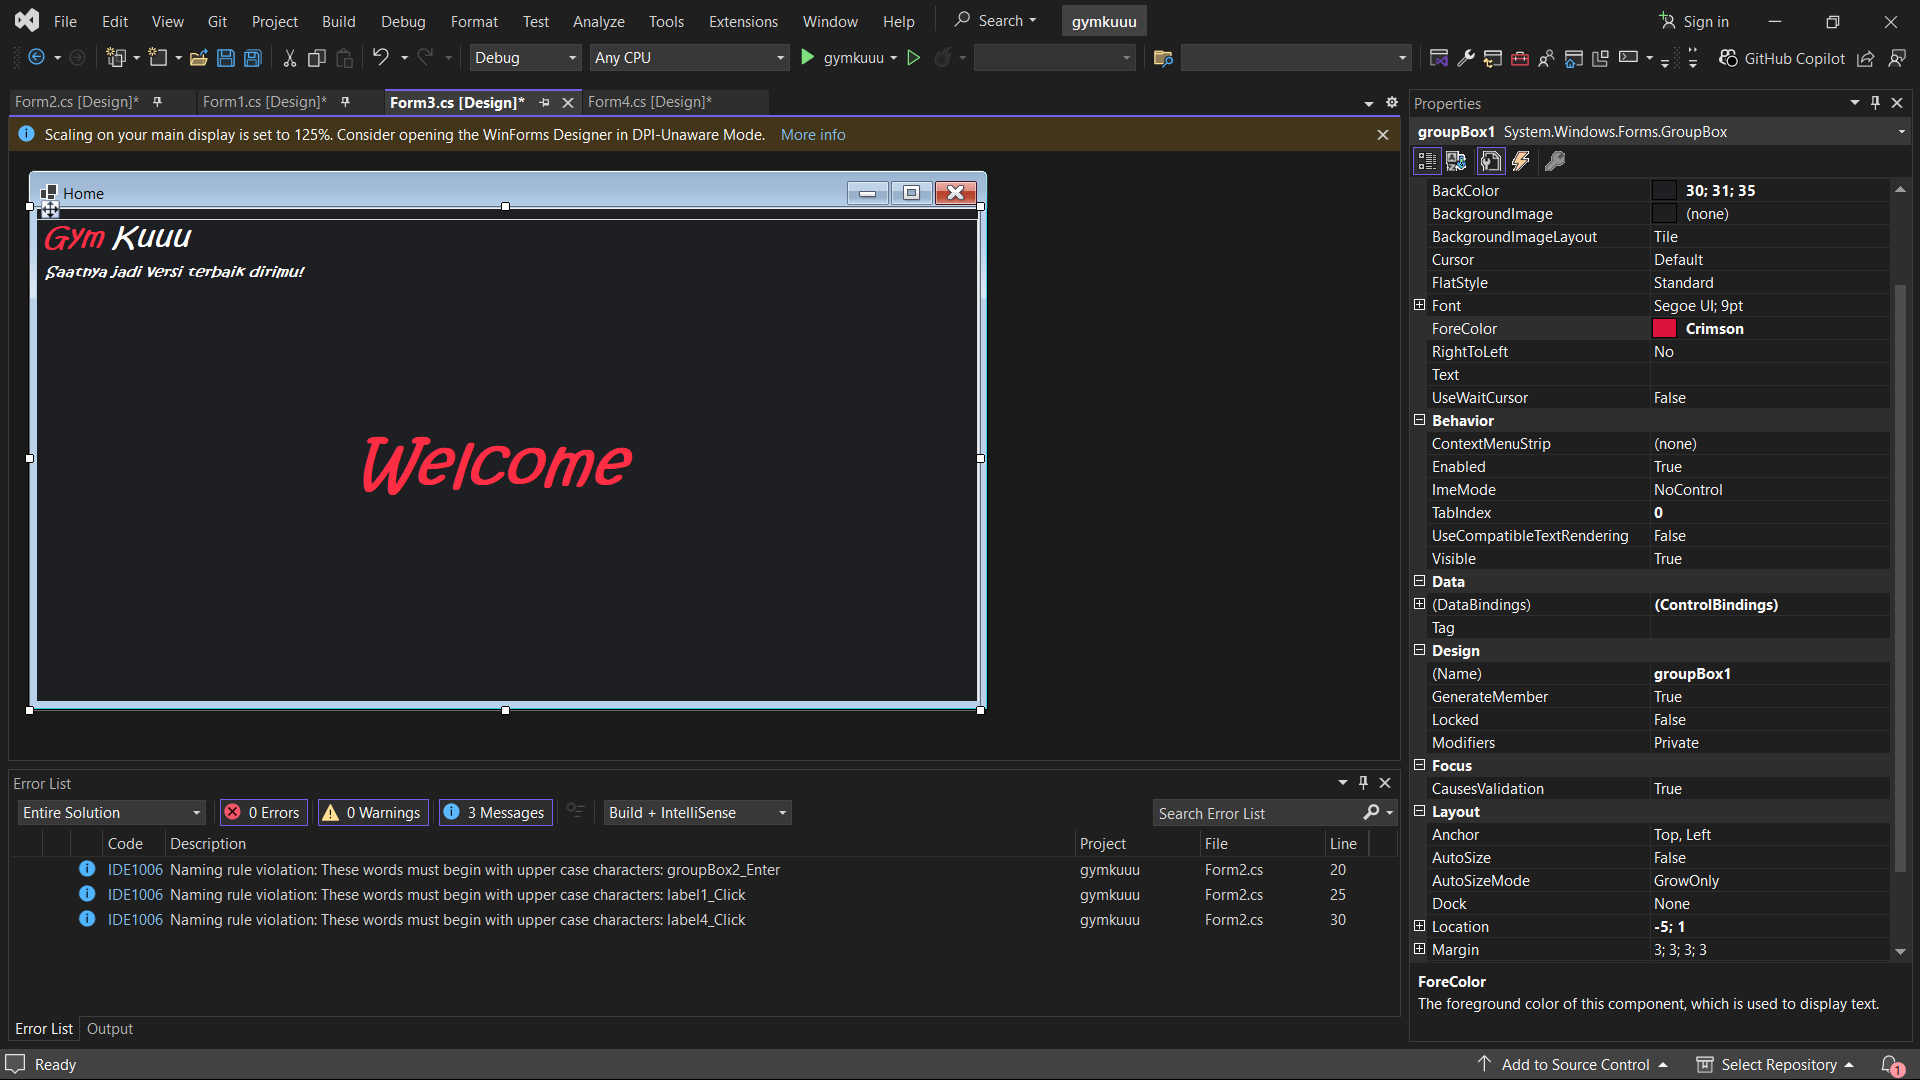 File Edit View Git Project Build Debug Format Test Analyze Tools Extensions Window Help Search gymkuuu Sign in
Debug Any CPU gymkuuu GitHub Copilot
Form2.cs [Design]* Form1.cs [Design]* Form3.cs [Design]* Form4.cs [Design]*
Scaling on your main display is set to 125%. Consider opening the WinForms Designer in DPI-Unaware Mode. More info
Home
Gym Kuuu
Saatnya jadi versi terbaik dirimu!
Welcome
Error List
Entire Solution 0 Errors 0 Warnings 3 Messages Build + IntelliSense Search Error List
Code Description Project File Line
IDE1006 Naming rule violation: These words must begin with upper case characters: groupBox2_Enter gymkuuu Form2.cs 20
IDE1006 Naming rule violation: These words must begin with upper case characters: label1_Click gymkuuu Form2.cs 25
IDE1006 Naming rule violation: These words must begin with upper case characters: label4_Click gymkuuu Form2.cs 30
Error List Output
Properties
groupBox1 System.Windows.Forms.GroupBox
BackColor 30; 31; 35
BackgroundImage (none)
BackgroundImageLayout Tile
Cursor Default
FlatStyle Standard
Font Segoe UI; 9pt
ForeColor Crimson
RightToLeft No
Text
UseWaitCursor False
Behavior
ContextMenuStrip (none)
Enabled True
ImeMode NoControl
TabIndex 0
UseCompatibleTextRendering False
Visible True
Data
(DataBindings) (ControlBindings)
Tag
Design
(Name) groupBox1
GenerateMember True
Locked False
Modifiers Private
Focus
CausesValidation True
Layout
Anchor Top, Left
AutoSize False
AutoSizeMode GrowOnly
Dock None
Location -5; 1
Margin 3; 3; 3; 3
ForeColor
The foreground color of this component, which is used to display text.
Ready Add to Source Control Select Repository 1